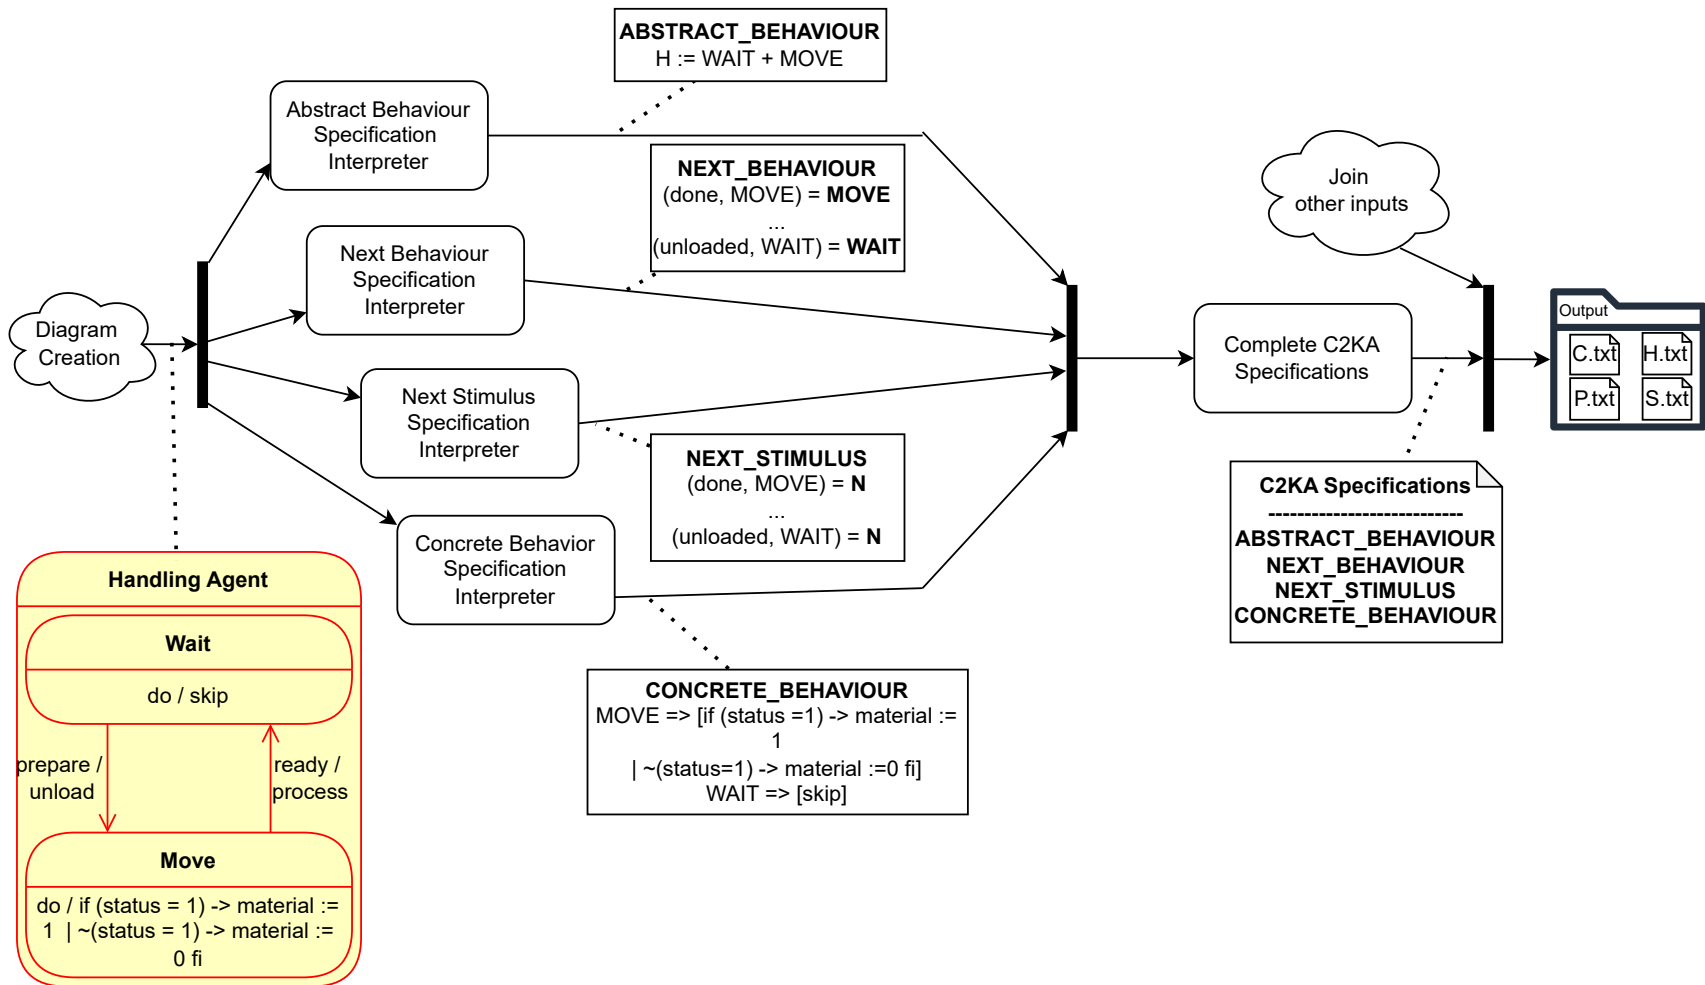 ABSTRACT_BEHAVIOUR
H := WAIT + MOVE
Abstract Behaviour
Specification
Interpreter
NEXT_BEHAVIOUR
(done, MOVE) = MOVE
...
(unloaded, WAIT) = WAIT
Join
other inputs
Next Behaviour
Specification
Interpreter
Diagram
Creation
Complete C2KA
Specifications
Output
C.txt
H.txt
P.txt
S.txt
Next Stimulus
Specification
Interpreter
NEXT_STIMULUS
(done, MOVE) = N
...
(unloaded, WAIT) = N
C2KA Specifications
---------------------------
ABSTRACT_BEHAVIOUR
NEXT_BEHAVIOUR
NEXT_STIMULUS
CONCRETE_BEHAVIOUR
Concrete Behavior
Specification
Interpreter
Handling Agent
Wait
do / skip
prepare /
unload
ready /
process
Move
do / if (status = 1) -> material :=
1 | ~(status = 1) -> material :=
0 fi
CONCRETE_BEHAVIOUR
MOVE => [if (status =1) -> material :=
1
| ~(status=1) -> material :=0 fi]
WAIT => [skip]